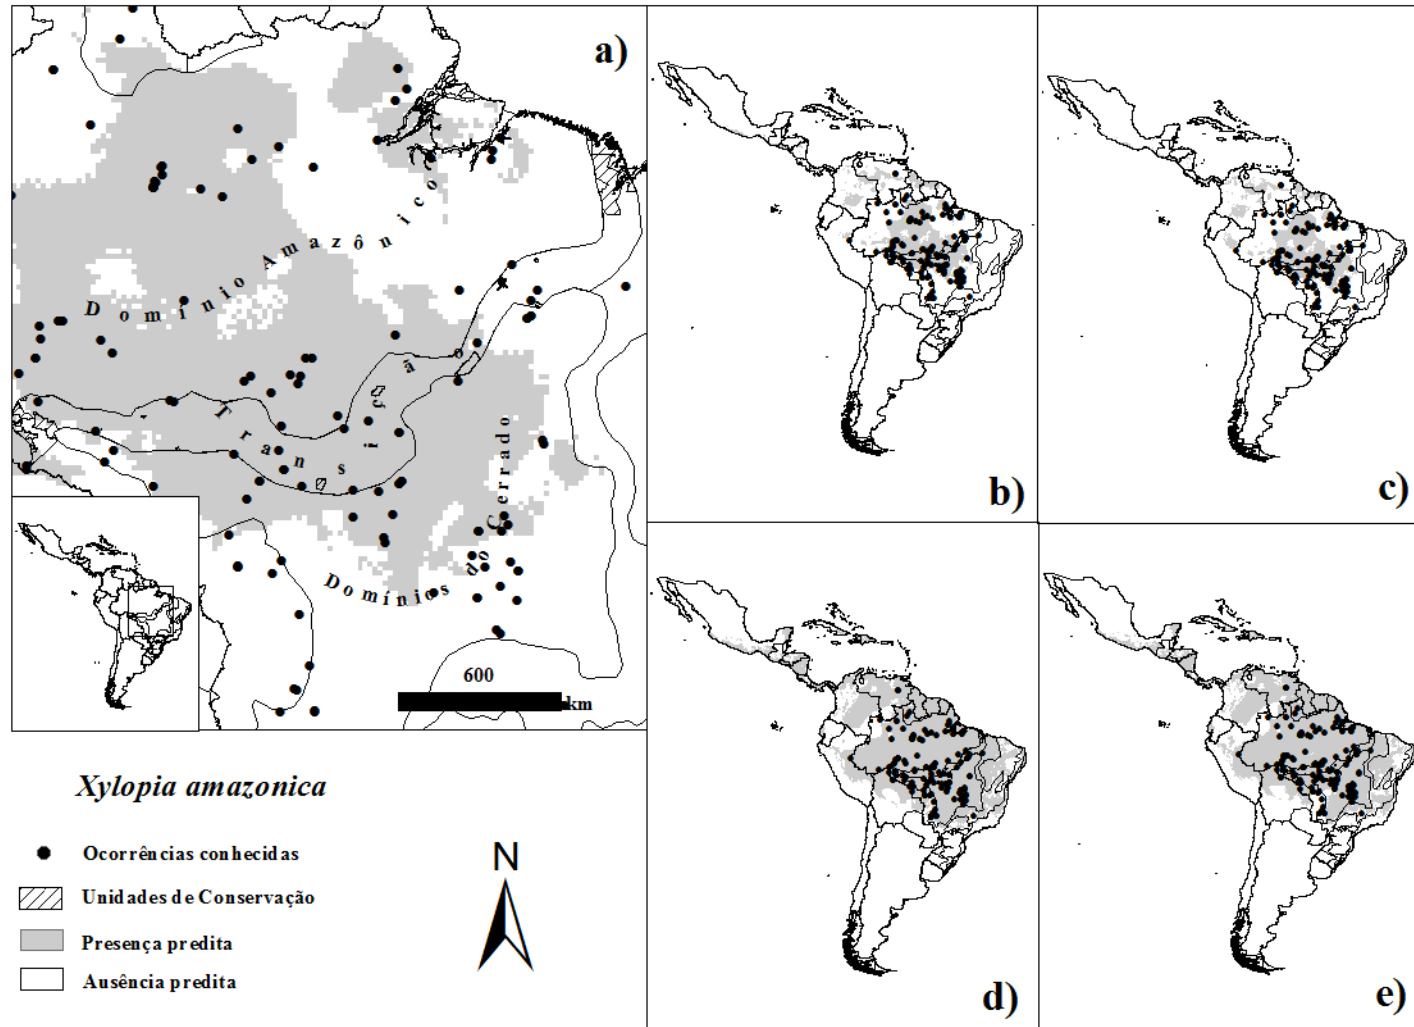 a)
b)
c)
Domínio Amazônico
Transição
Domínios do Cerrado
600
km
Xylopia amazonica
Ocorrências conhecidas
Unidades de Conservação
Presença predita
Ausência predita
N
d)
e)